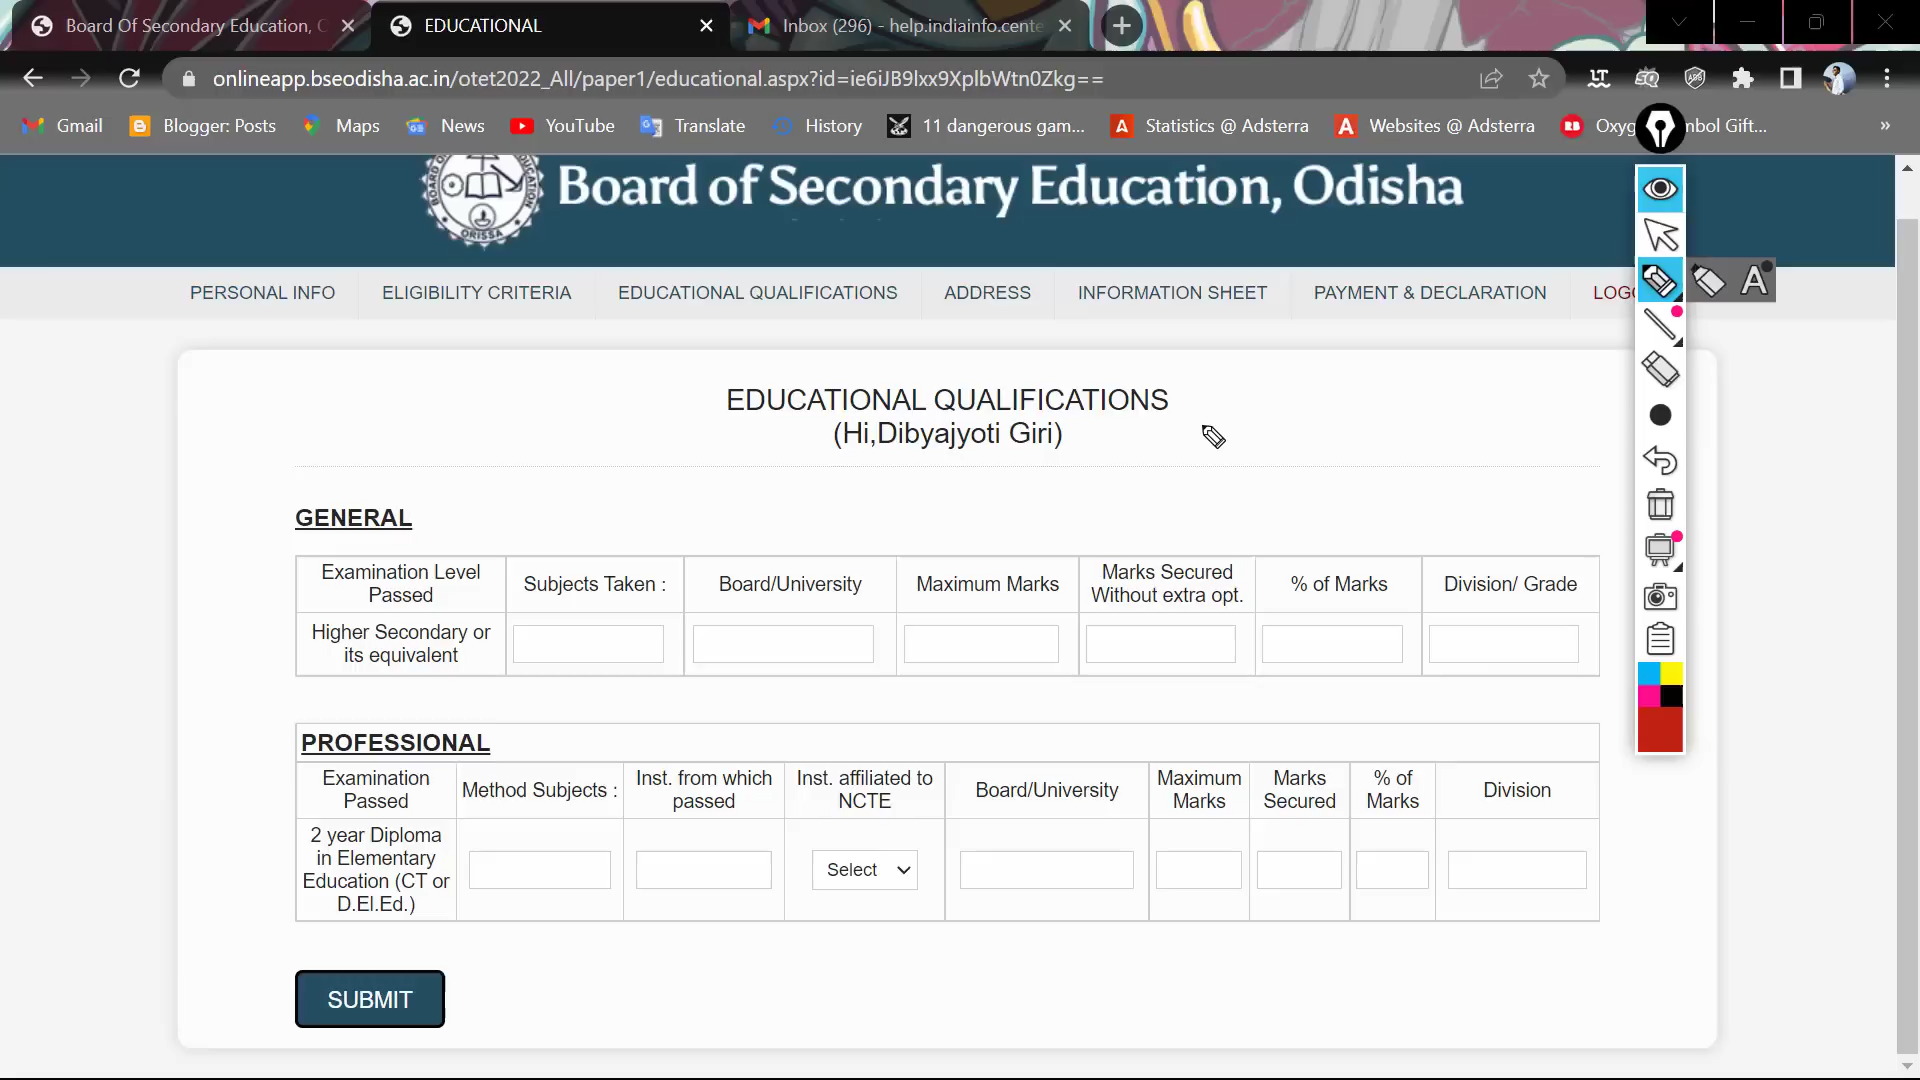 Board Of Secondary Education, O
EDUCATIONAL
Inbox (296) - help.indiainfo.cente
onlineapp.bseodisha.ac.in/otet2022_All/paper1/educational.aspx?id=ie6iJB9lxx9XplbWtn0Zkg==
Gmail
Blogger: Posts
Maps
News
YouTube
Translate
History
11 dangerous gam...
Statistics @ Adsterra
Websites @ Adsterra
Board of Secondary Education, Odisha
PERSONAL INFO
ELIGIBILITY CRITERIA
EDUCATIONAL QUALIFICATIONS
ADDRESS
INFORMATION SHEET
PAYMENT & DECLARATION
EDUCATIONAL QUALIFICATIONS
(Hi,Dibyajyoti Giri)
GENERAL
Examination Level
Passed
Subjects Taken :
Board/University
Maximum Marks
Marks Secured
Without extra opt.
% of Marks
Division/ Grade
Higher Secondary or
its equivalent
PROFESSIONAL
Examination
Passed
Method Subjects :
Inst. from which
passed
Inst. affiliated to
NCTE
Board/University
Maximum
Marks
Marks
Secured
% of
Marks
Division
2 year Diploma
in Elementary
Education (CT or
D.El.Ed.)
Select
SUBMIT